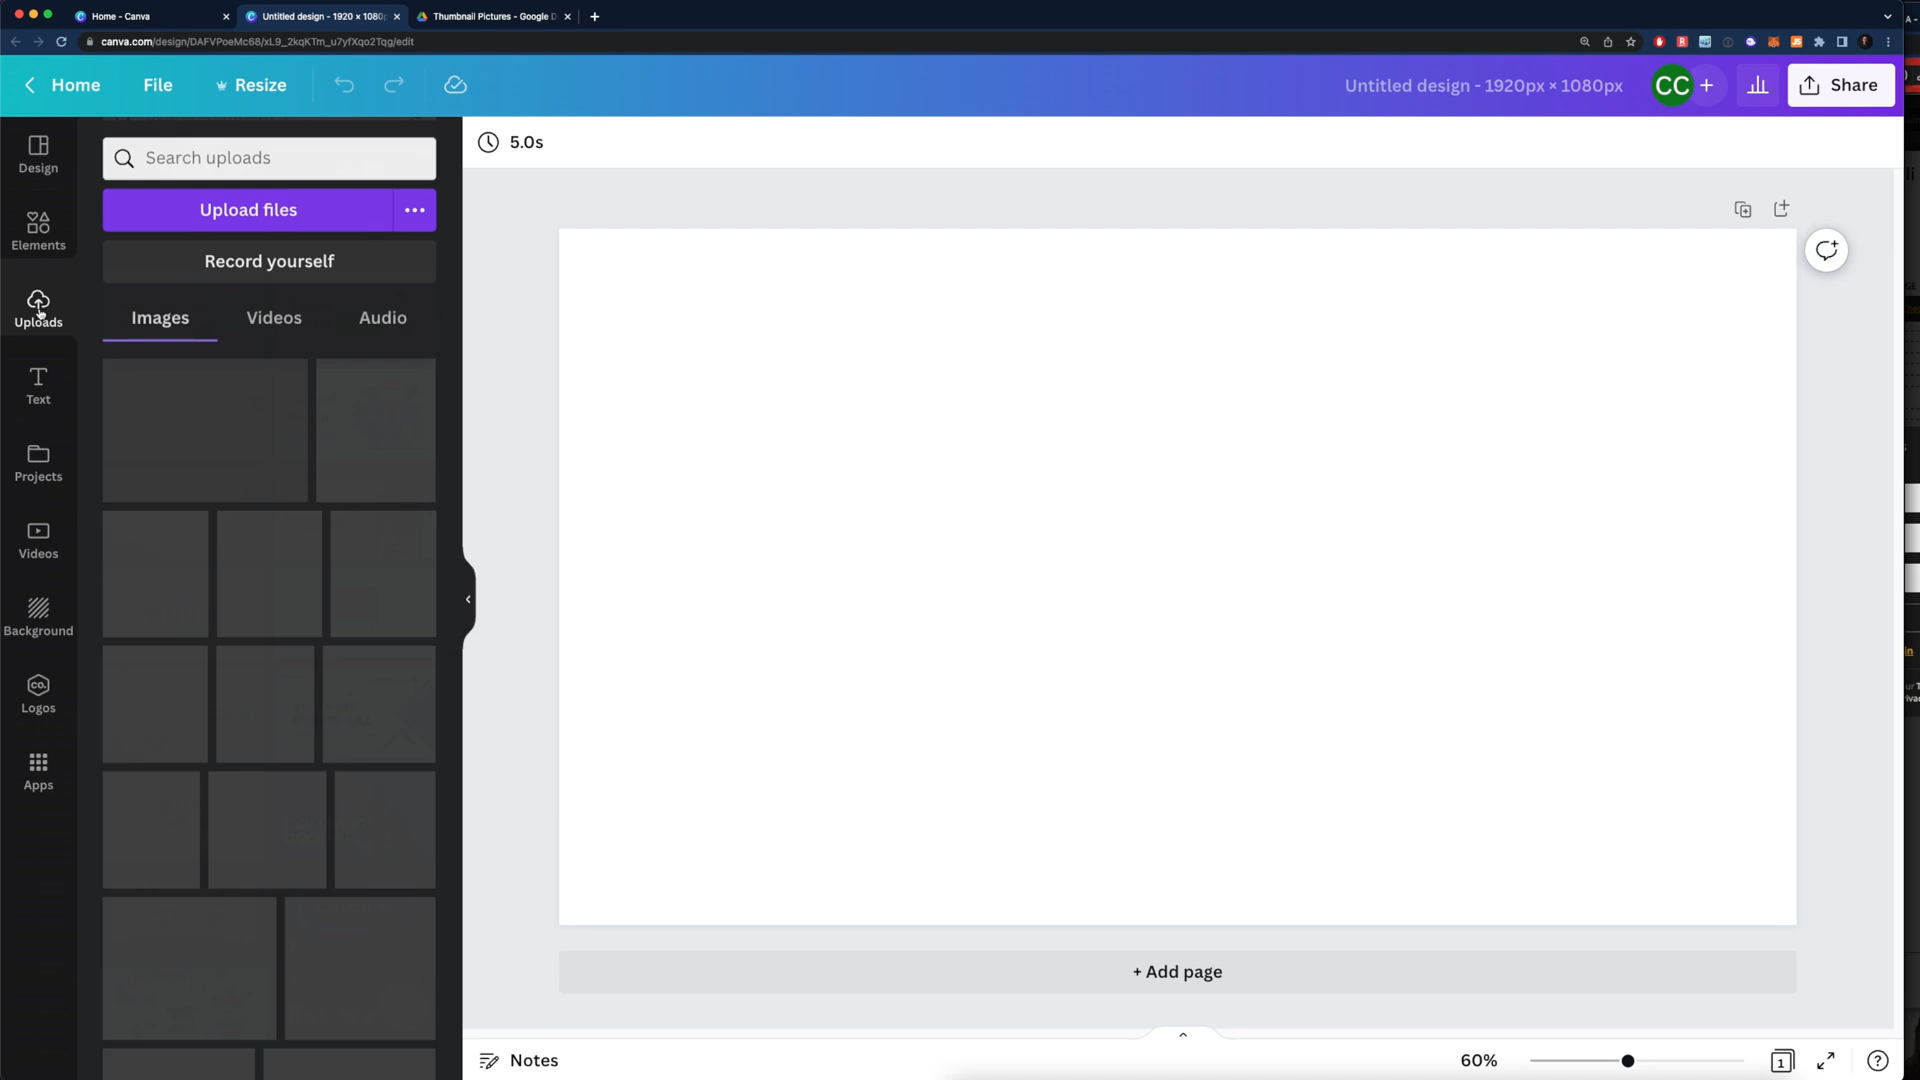 Home - Canva
Untitled design - 1920 × 1080
Thumbnail Pictures - Google D
canva.com/design/DAFVPoeMc68/xL9_2kqKTm_u7yfXqo2Tqg/edit
Home
File
Resize
Untitled design - 1920px × 1080px
CC
Share
Design
Elements
Uploads
Text
Projects
Videos
Background
Logos
CO.
Apps
Search uploads
Upload files
Record yourself
Images
Videos
Audio
5.0s
+ Add page
Notes
60%
1